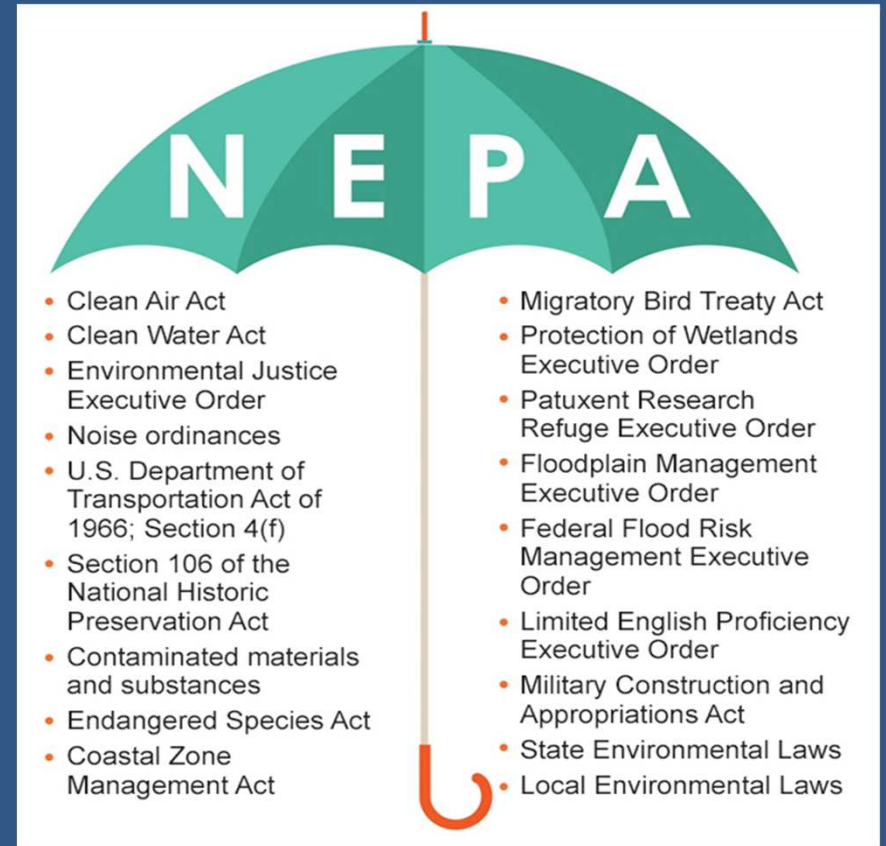 N E P A
• Clean Air Act
• Clean Water Act
• Environmental Justice
Executive Order
• Noise ordinances
• U.S. Department of
Transportation Act of
1966; Section 4(f)
• Section 106 of the
National Historic
Preservation Act
• Contaminated materials
and substances
• Endangered Species Act
• Coastal Zone
Management Act
• Migratory Bird Treaty Act
• Protection of Wetlands
Executive Order
• Patuxent Research
Refuge Executive Order
• Floodplain Management
Executive Order
• Federal Flood Risk
Management Executive
Order
• Limited English Proficiency
Executive Order
• Military Construction and
Appropriations Act
• State Environmental Laws
• Local Environmental Laws